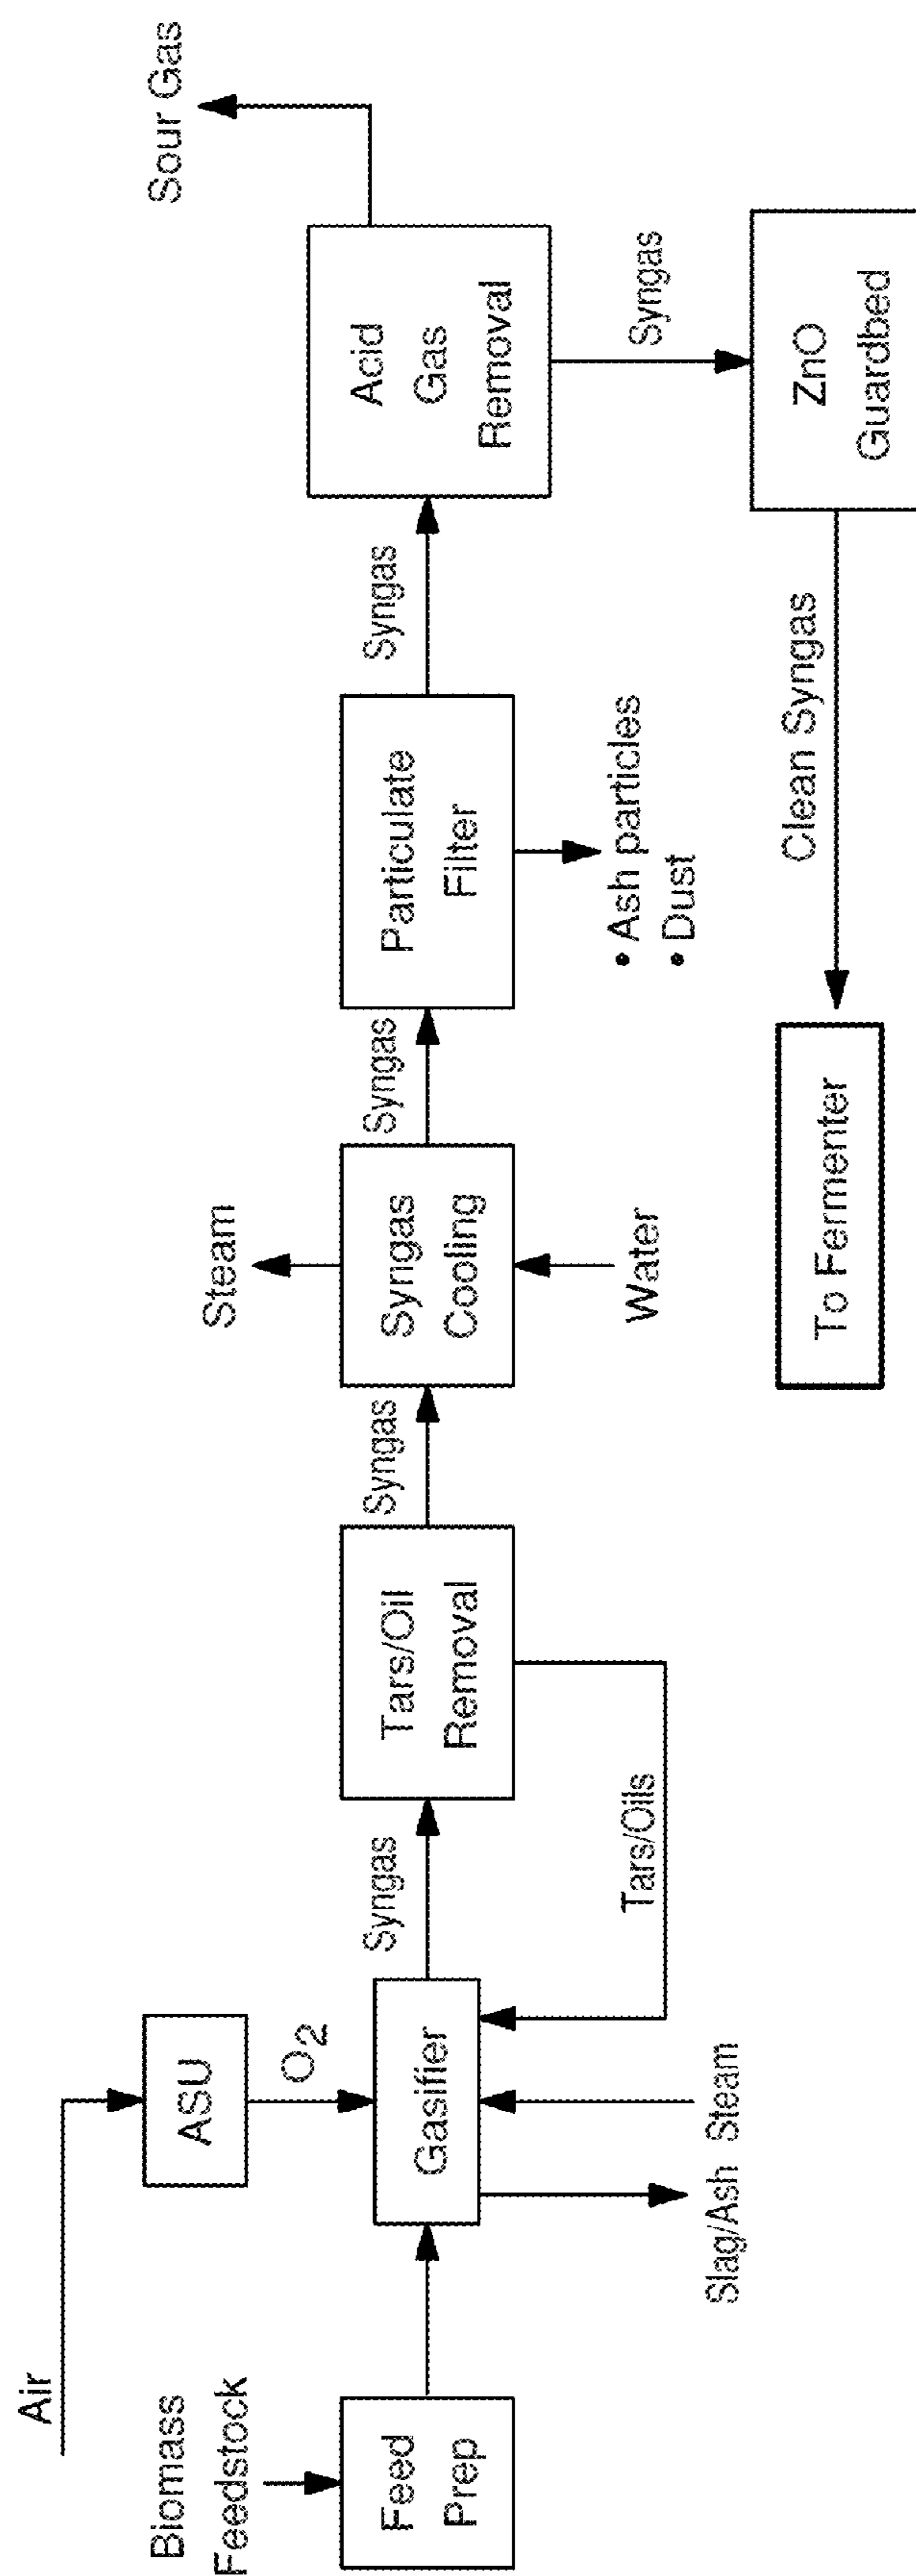 Air
ASU
O2
Biomass
Feedstock
Feed
Prep
Gasifier
Slag/Ash
Steam
Syngas
Tars/Oils
Tars/Oil
Removal
Syngas
Steam
Syngas
Cooling
Water
Syngas
Particulate
Filter
• Ash particles
• Dust
Syngas
Acid
Gas
Removal
Sour Gas
Syngas
ZnO
Guardbed
Clean Syngas
To Fermenter